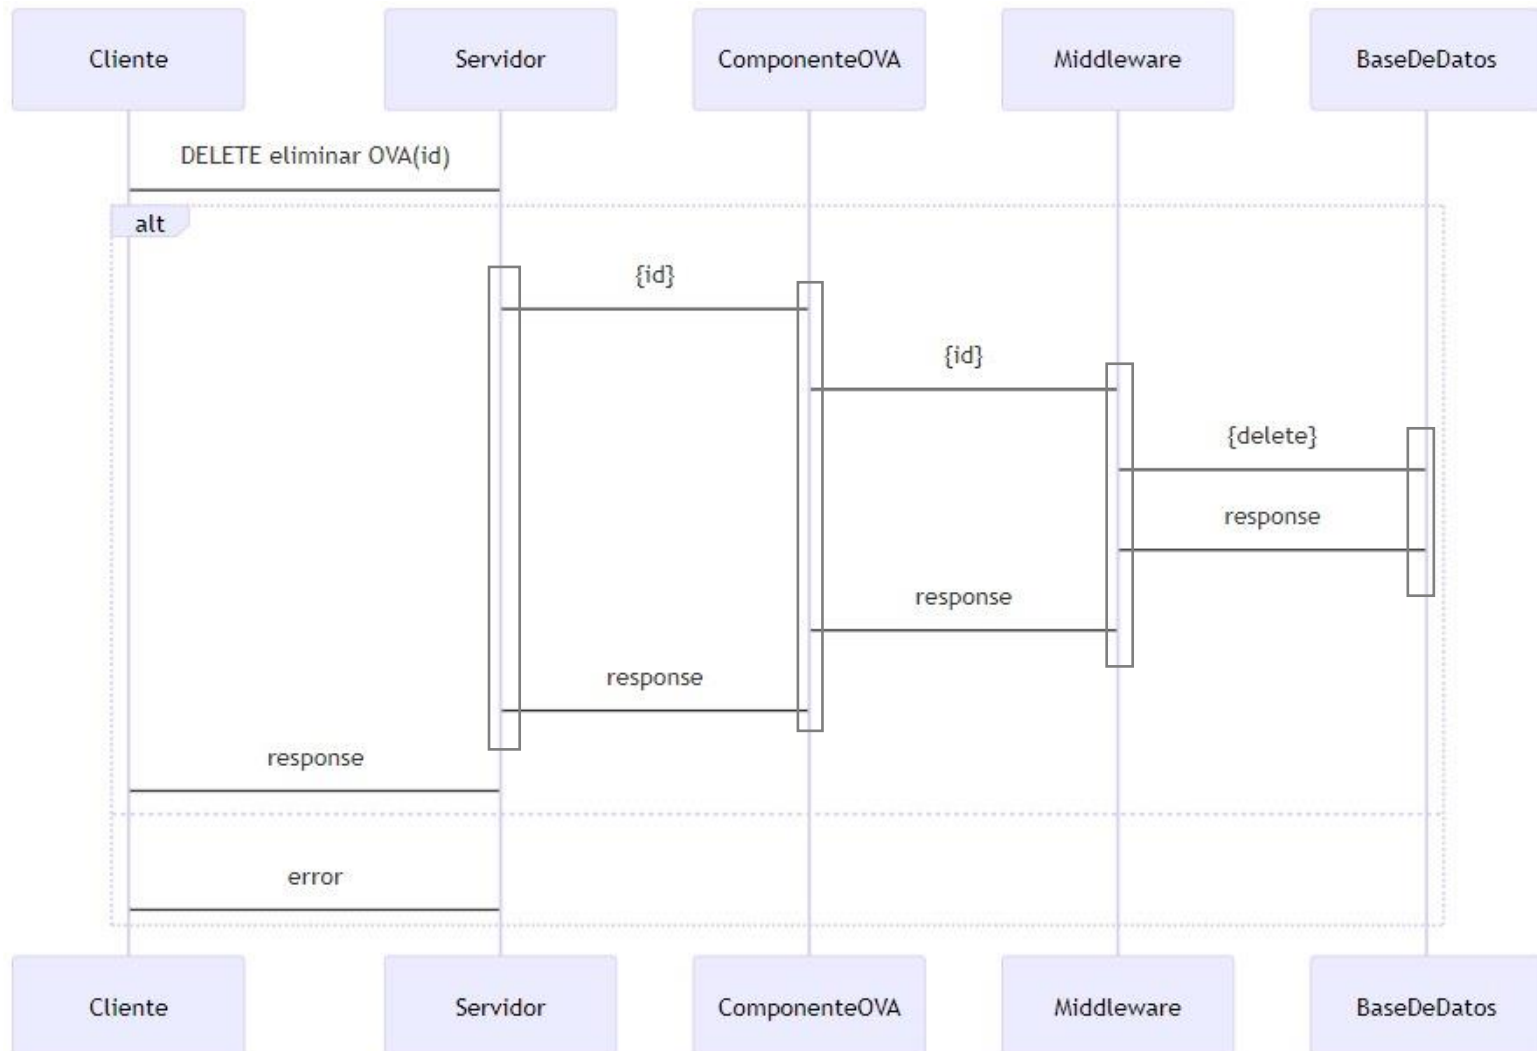 Cliente
Servidor
ComponenteOVA
Middleware
BaseDeDatos
DELETE eliminar OVA(id)
alt
{id}
{id}
{delete}
response
response
response
response
error
Cliente
Servidor
ComponenteOVA
Middleware
BaseDeDatos